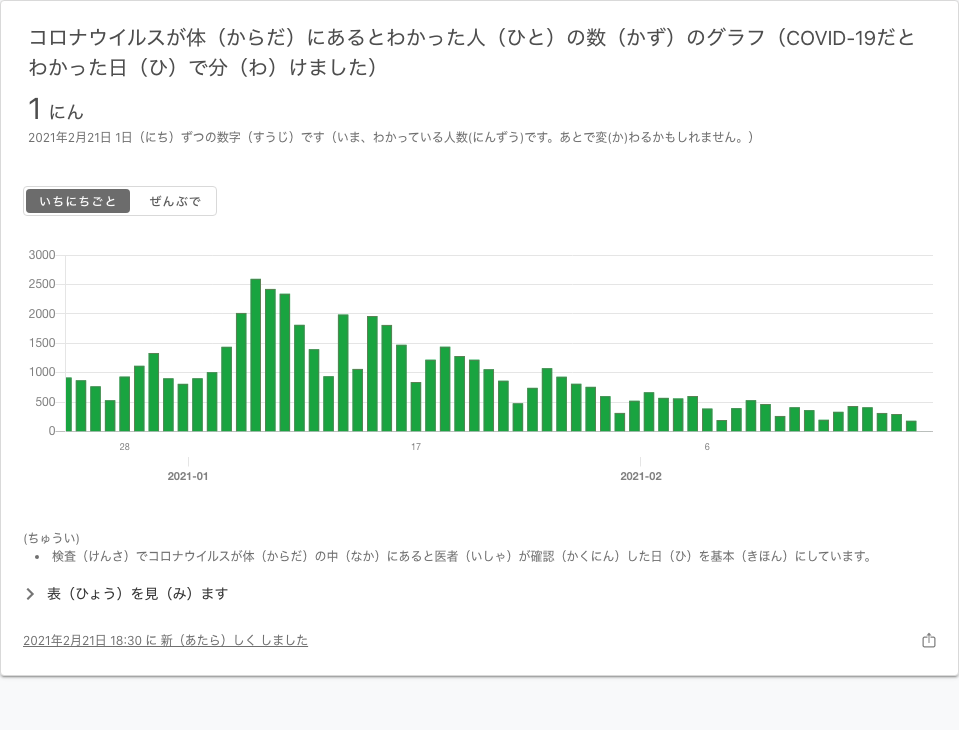 コロナウイルスが体（からだ）にあるとわかった人（ひと）の数（かず）のグラフ（COVID-19だと
わかった日（ひ）で分（わ）けました）
1 にん
2021年2月21日 1日（にち）ずつの数字（すうじ）です（いま、わかっている人数(にんずう)です。あとで変(か)わるかもしれません。）
いちにちごと ぜんぶで
3000
2500
2000
1500
1000
500
0
28 17 6
2021-01 2021-02
(ちゅうい)
• 検査（けんさ）でコロナウイルスが体（からだ）の中（なか）にあると医者（いしゃ）が確認（かくにん）した日（ひ）を基本（きほん）にしています。
表（ひょう）を見（み）ます
2021年2月21日 18:30 に 新（あたら）しく しました